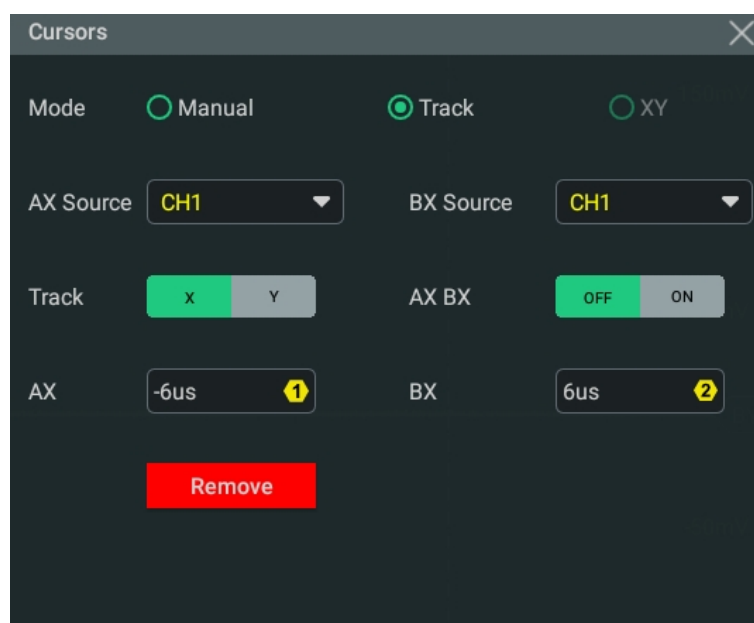 Cursors
Mode Manual Track XY
AX Source CH1 BX Source CH1
Track X Y AX BX OFF ON
AX -6us 1 BX 6us 2
Remove